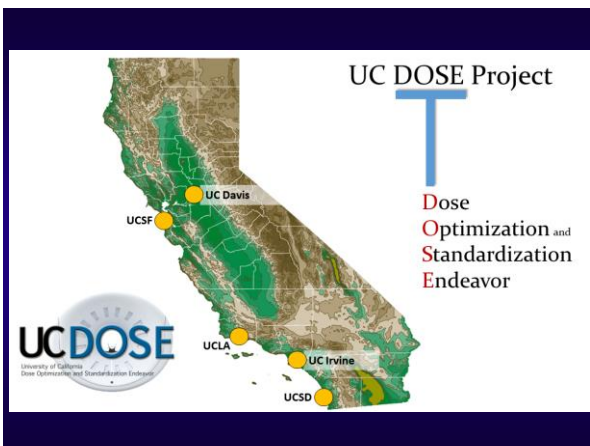 UC DOSE Project
Dose
Optimization and
Standardization
Endeavor
UC Davis
UCSF
UCLA
UC Irvine
UCSD
UCDOSE
University of California
Dose Optimization and Standardization Endeavor